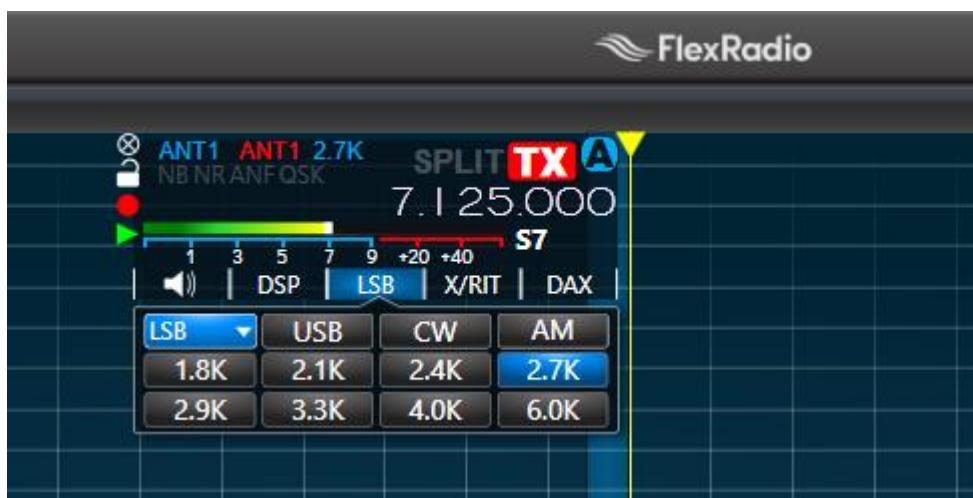 FlexRadio
ANT1 ANT1 2.7K SPLIT TX A
NB NR ANF QSK
7.125.000
S7
1 3 5 7 9 +20 +40
DSP LSB X/RIT DAX
LSB USB CW AM
1.8K 2.1K 2.4K 2.7K
2.9K 3.3K 4.0K 6.0K